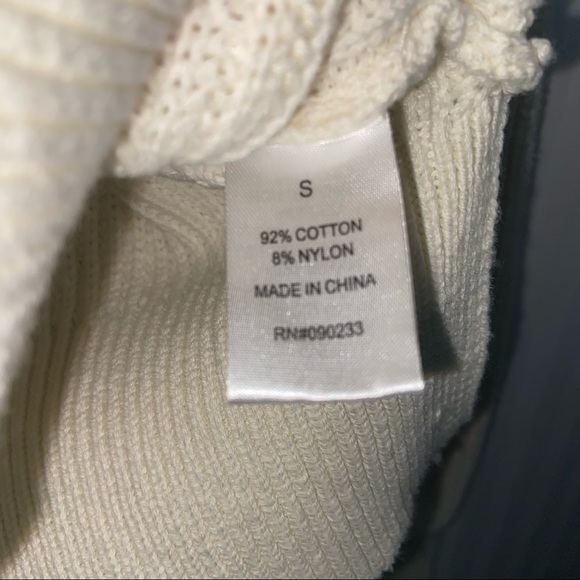 S
92% COTTON
8% NYLON
MADE IN CHINA
RN#090233